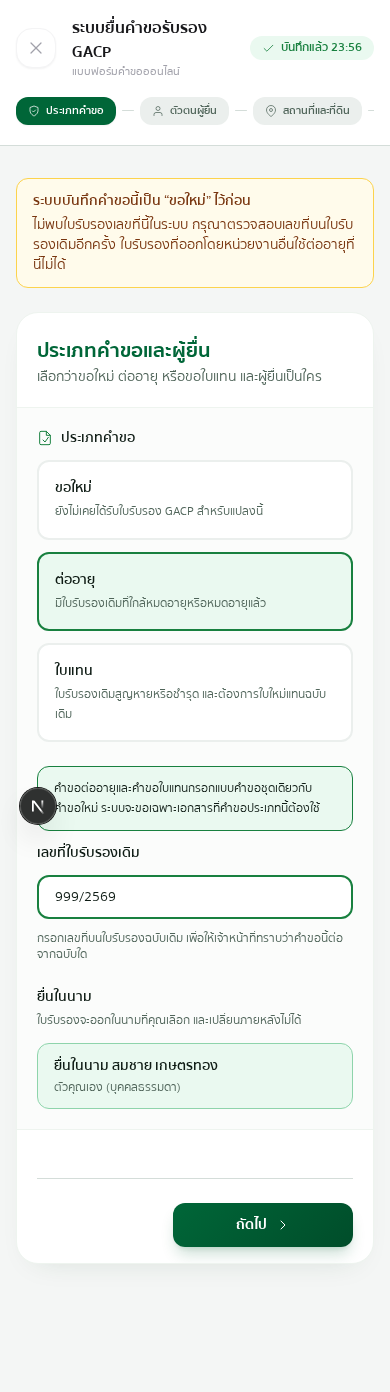 ระบบยื่นคำขอรับรอง
GACP
แบบฟอร์มคำขอออนไลน์
บันทึกแล้ว 23:56
ประเภทคำขอ
ตัวตนผู้ยื่น
สถานที่และที่ดิน
ระบบบันทึกคำขอนี้เป็น “ขอใหม่” ไว้ก่อน
ไม่พบใบรับรองเลขที่นี้ในระบบ กรุณาตรวจสอบเลขที่บนใบรับ
รองเดิมอีกครั้ง ใบรับรองที่ออกโดยหน่วยงานอื่นใช้ต่ออายุที่
นี่ไม่ได้
ประเภทคำขอและผู้ยื่น
เลือกว่าขอใหม่ ต่ออายุ หรือขอใบแทน และผู้ยื่นเป็นใคร
ประเภทคำขอ
ขอใหม่
ยังไม่เคยได้รับใบรับรอง GACP สำหรับแปลงนี้
ต่ออายุ
มีใบรับรองเดิมที่ใกล้หมดอายุหรือหมดอายุแล้ว
ใบแทน
ใบรับรองเดิมสูญหายหรือชำรุด และต้องการใบใหม่แทนฉบับ
เดิม
คำขอต่ออายุและคำขอใบแทนกรอกแบบคำขอชุดเดียวกับ
คำขอใหม่ ระบบจะขอเฉพาะเอกสารที่คำขอประเภทนี้ต้องใช้
N
เลขที่ใบรับรองเดิม
999/2569
กรอกเลขที่บนใบรับรองฉบับเดิม เพื่อให้เจ้าหน้าที่ทราบว่าคำขอนี้ต่อ
จากฉบับใด
ยื่นในนาม
ใบรับรองจะออกในนามที่คุณเลือก และเปลี่ยนภายหลังไม่ได้
ยื่นในนาม สมชาย เกษตรทอง
ตัวคุณเอง (บุคคลธรรมดา)
ถัดไป